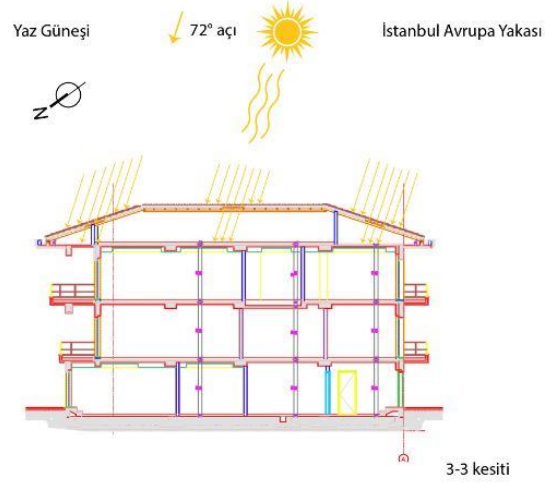 Yaz Güneşi
72° açı
İstanbul Avrupa Yakası
N
A
3-3 kesiti